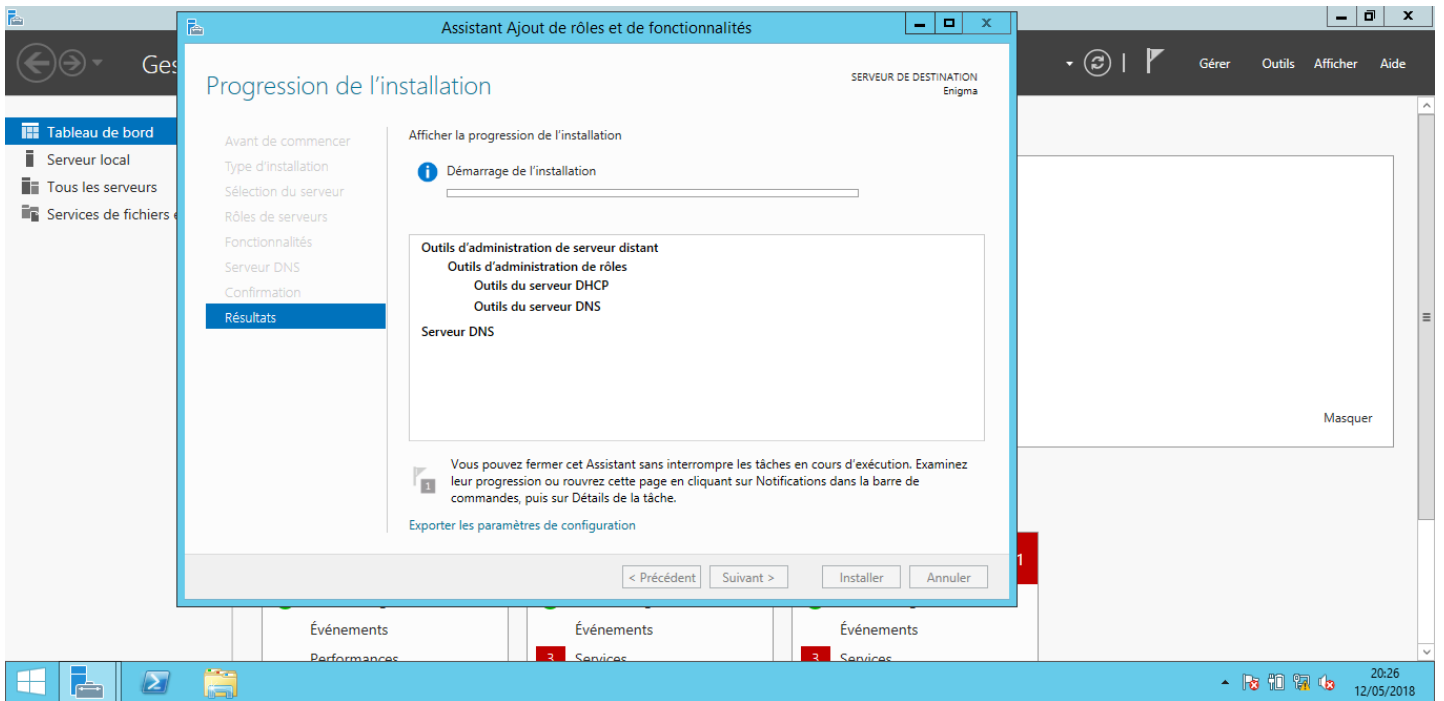 Assistant Ajout de rôles et de fonctionnalités
Ges
Gérer Outils Afficher Aide
Progression de l’installation
SERVEUR DE DESTINATION
Enigma
Tableau de bord
Serveur local
Tous les serveurs
Services de fichiers e
Avant de commencer
Type d’installation
Sélection du serveur
Rôles de serveurs
Fonctionnalités
Serveur DNS
Confirmation
Résultats
Afficher la progression de l’installation
Démarrage de l’installation
Outils d’administration de serveur distant
Outils d’administration de rôles
Outils du serveur DHCP
Outils du serveur DNS
Serveur DNS
1
Vous pouvez fermer cet Assistant sans interrompre les tâches en cours d’exécution. Examinez
leur progression ou rouvrez cette page en cliquant sur Notifications dans la barre de
commandes, puis sur Détails de la tâche.
Exporter les paramètres de configuration
< Précédent Suivant > Installer Annuler
Masquer
1
Événements Événements Événements
Performances 3 Services 3 Services
20:26
12/05/2018